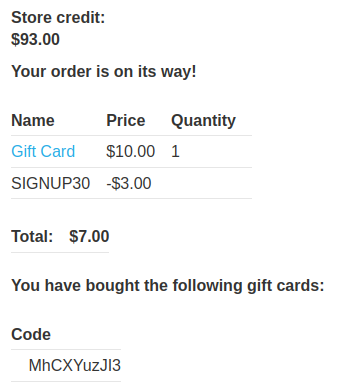 Store credit:
$93.00
Your order is on its way!
Name Price Quantity
Gift Card $10.00 1
SIGNUP30 -$3.00
Total: $7.00
You have bought the following gift cards:
Code
MhCXYuzJI3